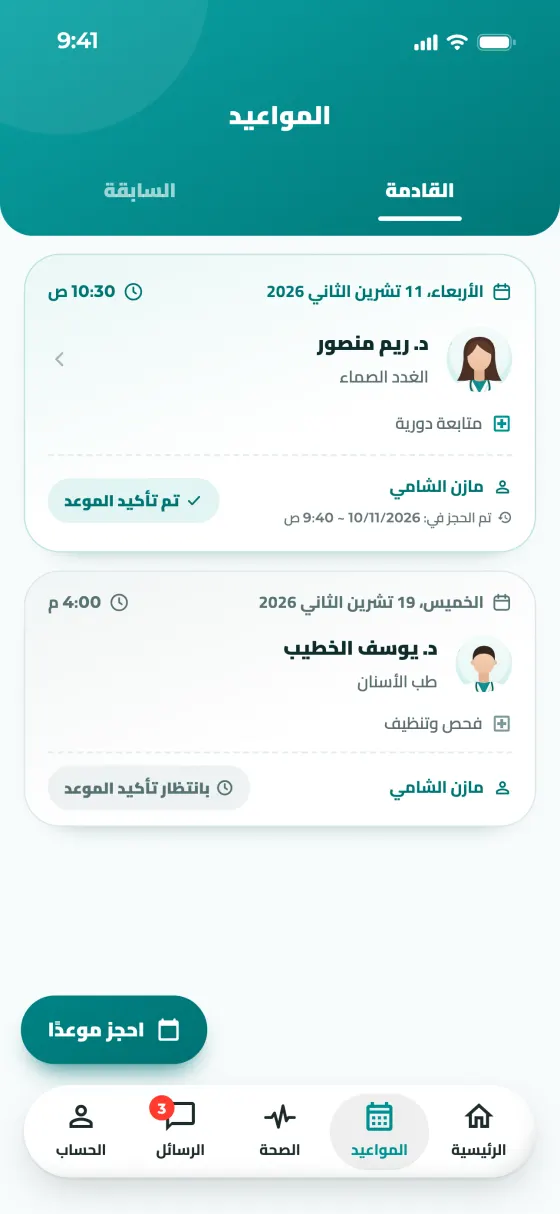 9:41
المواعيد
القادمة
السابقة
الأربعاء، 11 تشرين الثاني 2026
10:30 ص
د. ريم منصور
الغدد الصماء
متابعة دورية
مازن الشامي
تم الحجز في: 10/11/2026 ~ 9:40 ص
تم تأكيد الموعد
الخميس، 19 تشرين الثاني 2026
4:00 م
د. يوسف الخطيب
طب الأسنان
فحص وتنظيف
مازن الشامي
بانتظار تأكيد الموعد
احجز موعدًا
الرئيسية
المواعيد
الصحة
3
الرسائل
الحساب